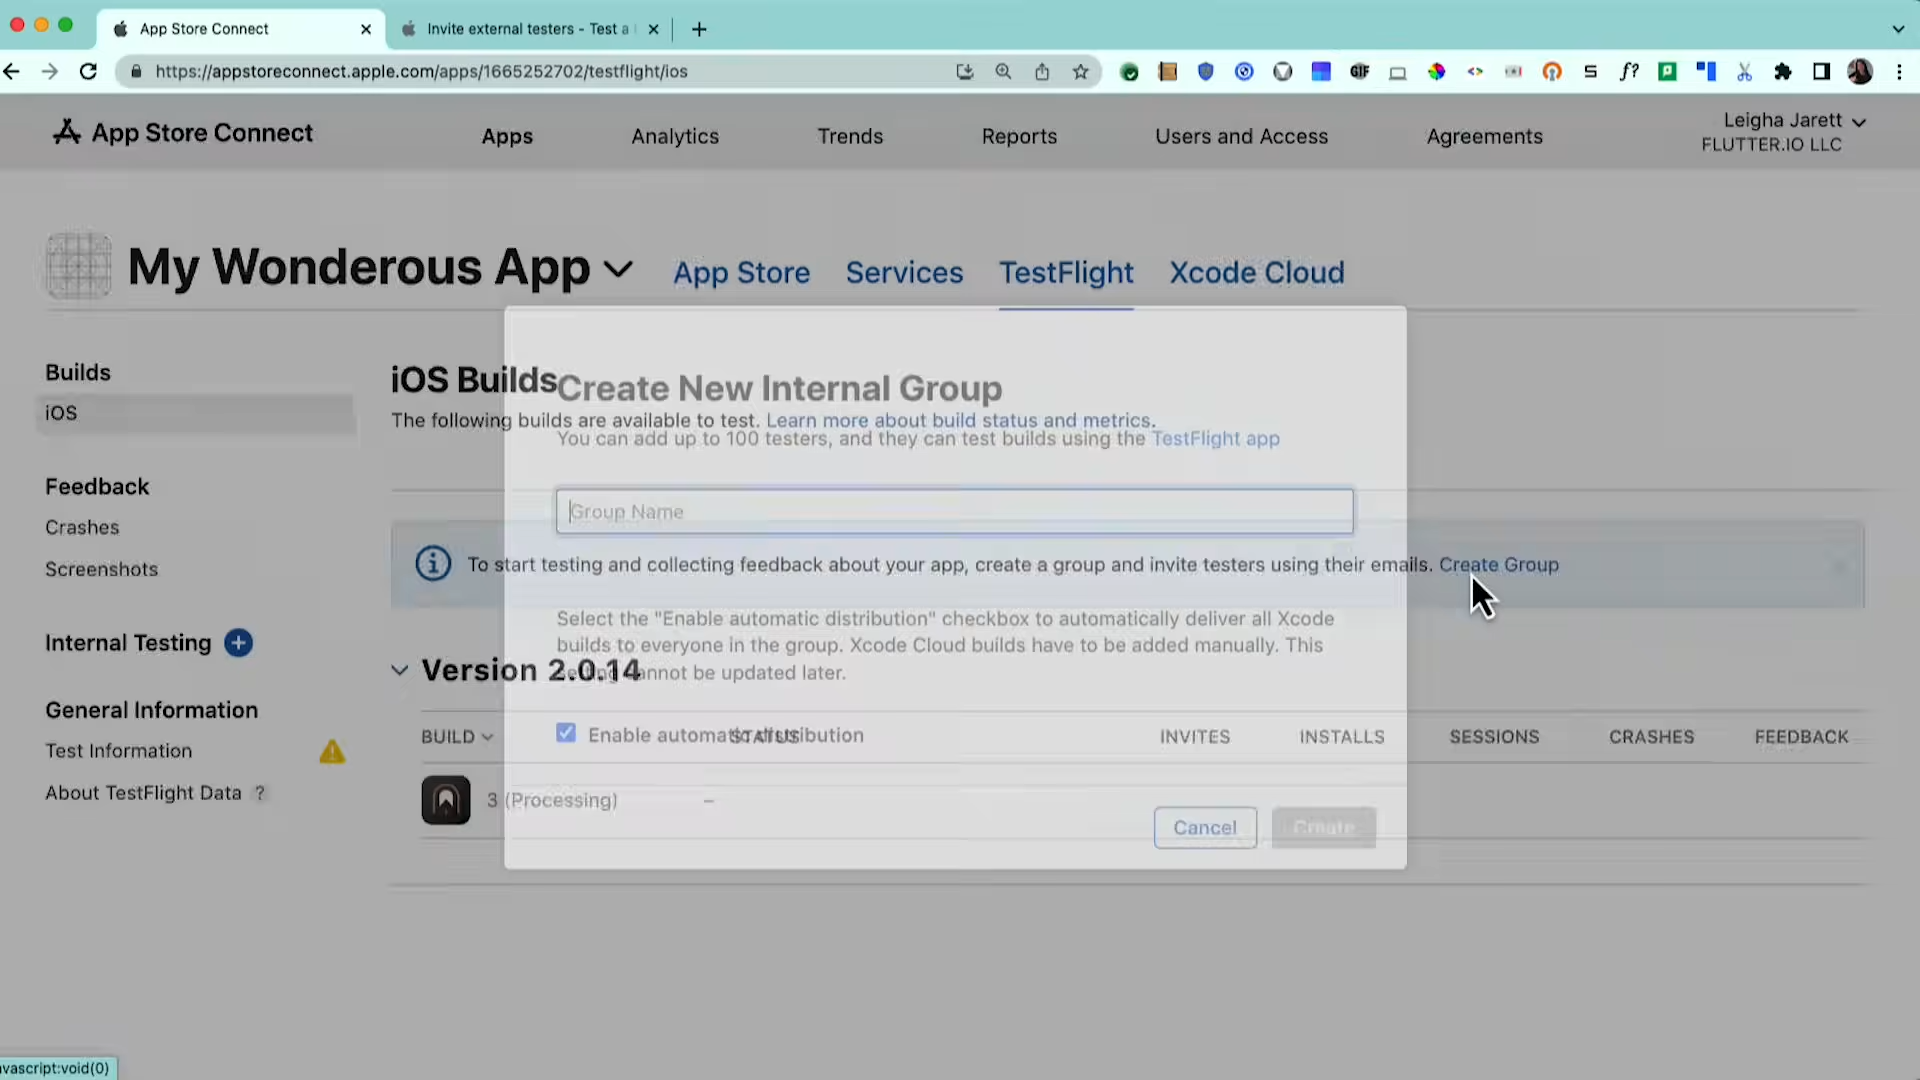 App Store Connect
Invite external testers - Test a
https://appstoreconnect.apple.com/apps/1665252702/testflight/ios
GIF
S
f?
App Store Connect
Apps
Analytics
Trends
Reports
Users and Access
Agreements
Leigha Jarett
FLUTTER.IO LLC
My Wonderous App
App Store
Services
TestFlight
Xcode Cloud
Builds
iOS
Feedback
Crashes
Screenshots
Internal Testing
General Information
Test Information
About TestFlight Data ?
iOS Builds
The following builds are available to test. Learn more about build status and metrics.
Create New Internal Group
You can add up to 100 testers, and they can test builds using the TestFlight app
Group Name
To start testing and collecting feedback about your app, create a group and invite testers using their emails. Create Group
Select the "Enable automatic distribution" checkbox to automatically deliver all Xcode
builds to everyone in the group. Xcode Cloud builds have to be added manually. This
setting cannot be updated later.
Version 2.0.14
Enable automatic distribution
BUILD
STATUS
INVITES
INSTALLS
SESSIONS
CRASHES
FEEDBACK
3 (Processing)
–
Cancel
Create
avascript:void(0)